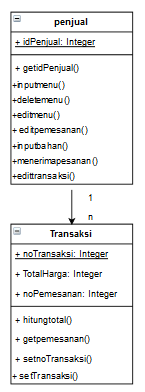 penjual
+ idPenjual: Integer
+ getidPenjual()
+inputmenu()
+deletemenu()
+editmenu()
+ editpemesanan()
+inputbahan()
+menerimapesanan()
+edittransaksi()
1
n
Transaksi
+ noTransaksi: Integer
+ TotalHarga: Integer
+ noPemesanan: Integer
+ hitungtotal()
+ getpemesanan()
+ setnoTransaksi()
+ setTransaksi()